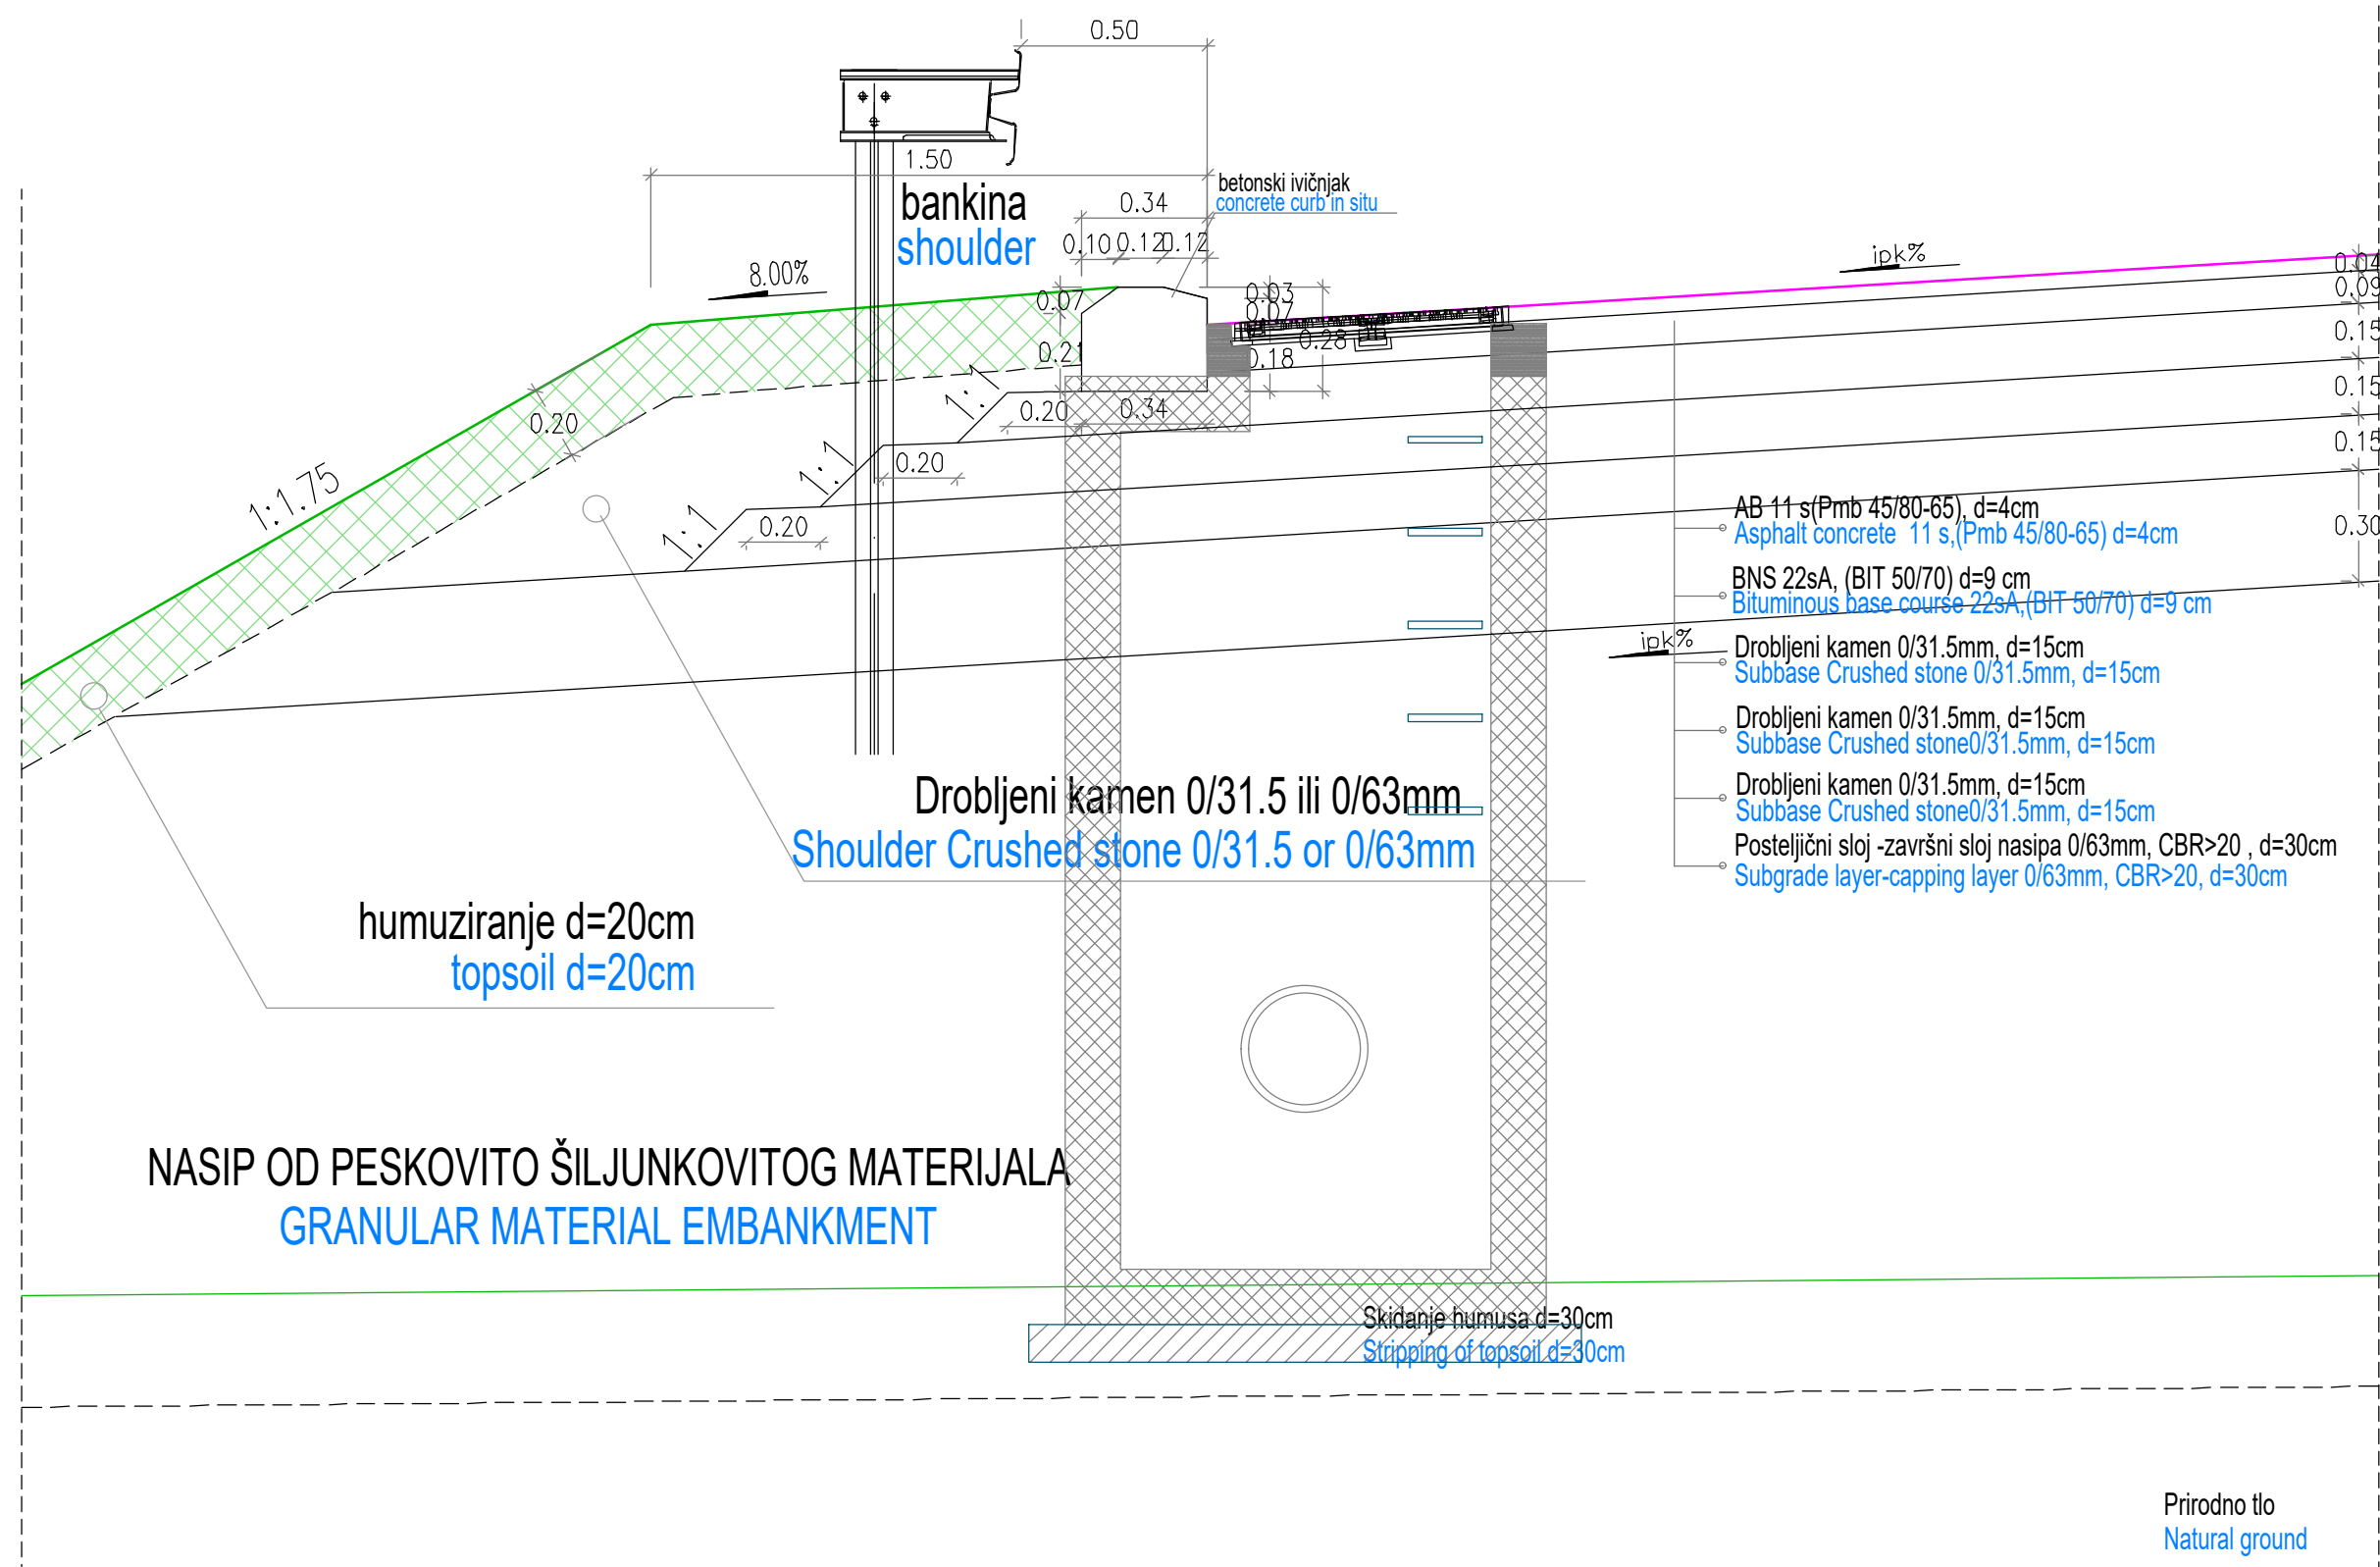 0.50
1.50
bankina
shoulder
betonski ivičnjak
concrete curb in situ
0.34
0.10
0.12
0.12
8.00%
ipk%
0.04
0.09
0.15
0.15
0.15
0.30
0.07
0.21
0.03
0.07
0.28
0.18
1:1
0.20
0.34
1:1
0.20
1:1
0.20
0.20
1:1.75
AB 11 s(Pmb 45/80-65), d=4cm
Asphalt concrete 11 s,(Pmb 45/80-65) d=4cm
BNS 22sA, (BIT 50/70) d=9 cm
Bituminous base course 22sA,(BIT 50/70) d=9 cm
ipk%
Drobljeni kamen 0/31.5mm, d=15cm
Subbase Crushed stone 0/31.5mm, d=15cm
Drobljeni kamen 0/31.5mm, d=15cm
Subbase Crushed stone0/31.5mm, d=15cm
Drobljeni kamen 0/31.5mm, d=15cm
Subbase Crushed stone0/31.5mm, d=15cm
Posteljični sloj -završni sloj nasipa 0/63mm, CBR>20 , d=30cm
Subgrade layer-capping layer 0/63mm, CBR>20, d=30cm
Drobljeni kamen 0/31.5 ili 0/63mm
Shoulder Crushed stone 0/31.5 or 0/63mm
humuziranje d=20cm
topsoil d=20cm
NASIP OD PESKOVITO ŠILJUNKOVITOG MATERIJALA
GRANULAR MATERIAL EMBANKMENT
Skidanje humusa d=30cm
Stripping of topsoil d=30cm
Prirodno tlo
Natural ground